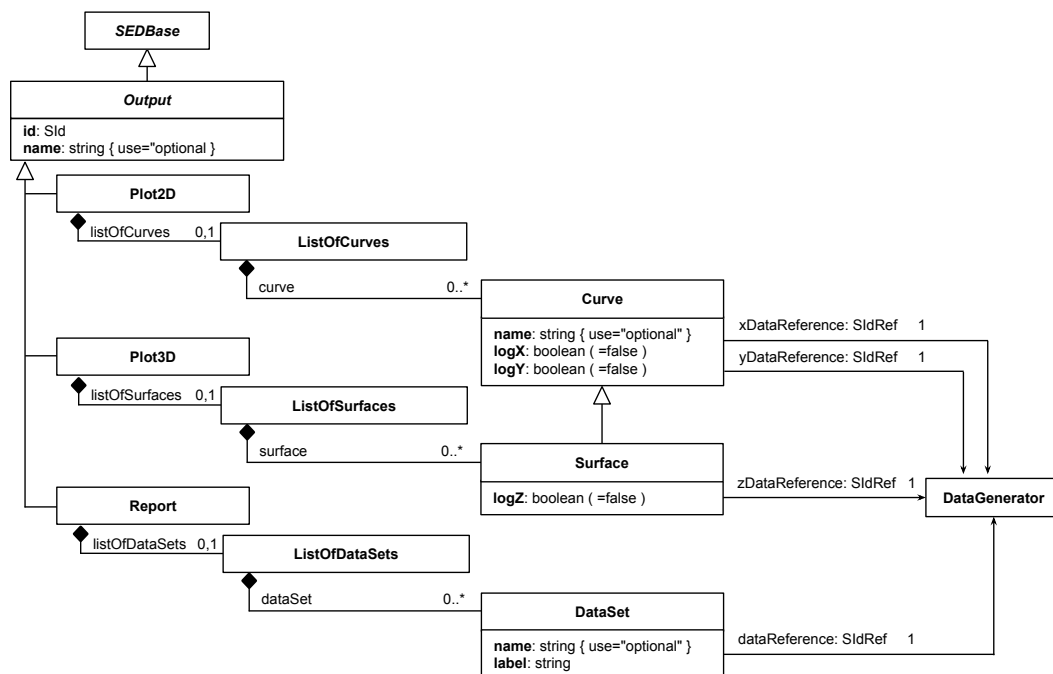 SEDBase
Output
id: SId
name: string { use="optional }
Plot2D
listOfCurves 0,1
ListOfCurves
curve 0..*
Curve
name: string { use="optional" }
logX: boolean ( =false )
logY: boolean ( =false )
xDataReference: SIdRef 1
yDataReference: SIdRef 1
Plot3D
listOfSurfaces 0,1
ListOfSurfaces
surface 0..*
Surface
logZ: boolean ( =false )
zDataReference: SIdRef 1
DataGenerator
Report
listOfDataSets 0,1
ListOfDataSets
dataSet 0..*
DataSet
name: string { use="optional" }
label: string
dataReference: SIdRef 1